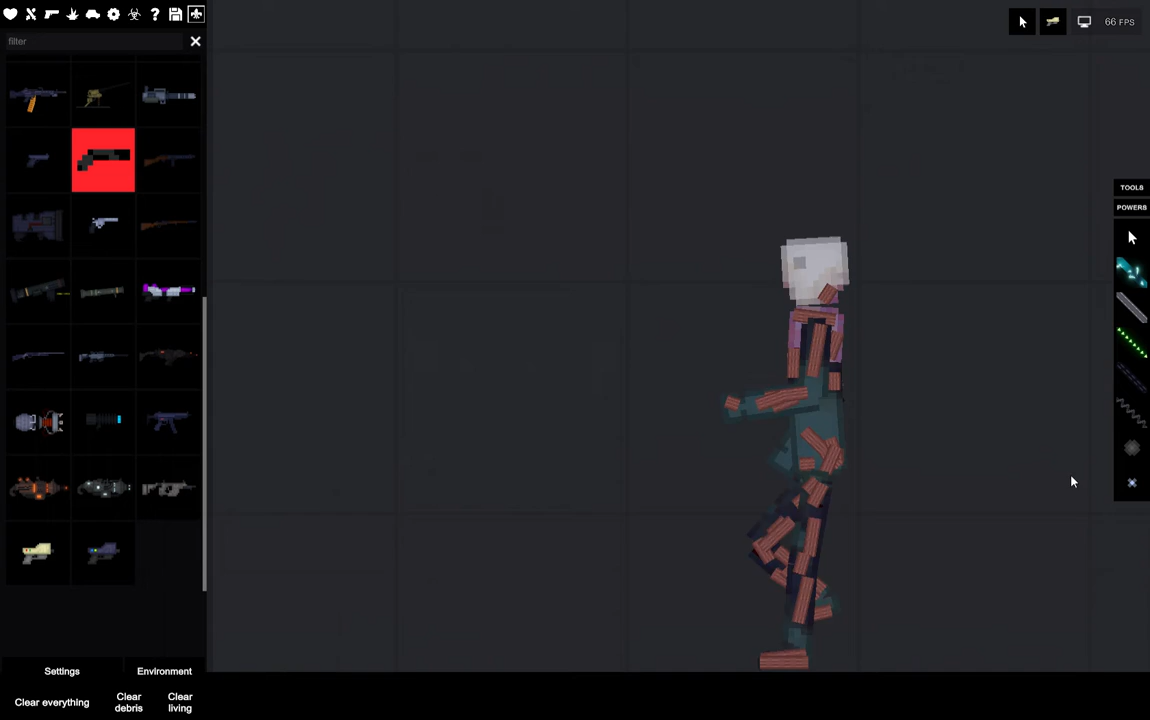 66 FPS
filter
TOOLS
POWERS
Settings
Environment
Clear everything
Clear
debris
Clear
living